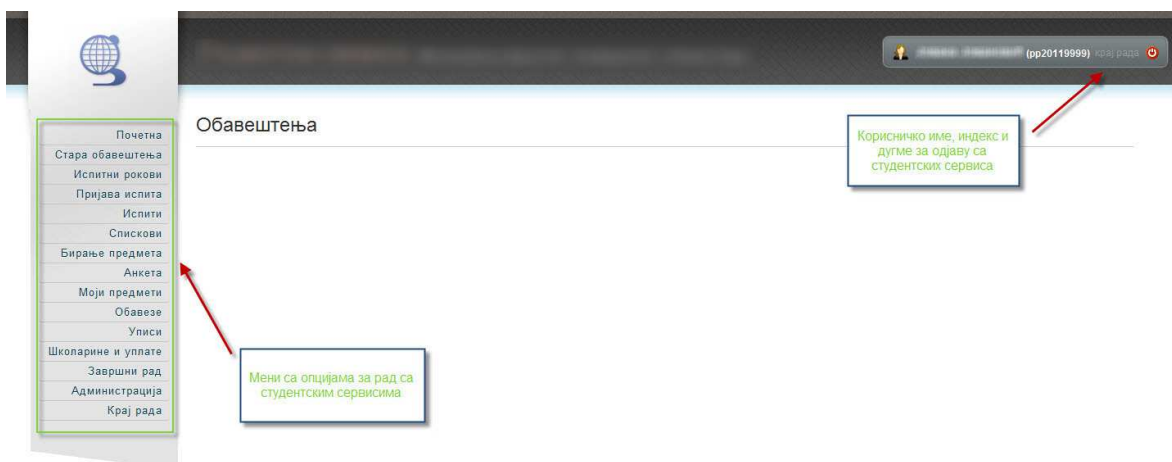 (pp20119999) крај рада
Обавештења
Почетна
Стара обавештења
Испитни рокови
Пријава испита
Испити
Спискови
Бирање предмета
Анкета
Моји предмети
Обавезе
Уписи
Школарине и уплате
Завршни рад
Администрација
Крај рада
Корисничко име, индекс и
дугме за одјаву са
студентских сервиса
Мени са опцијама за рад са
студентским сервисима